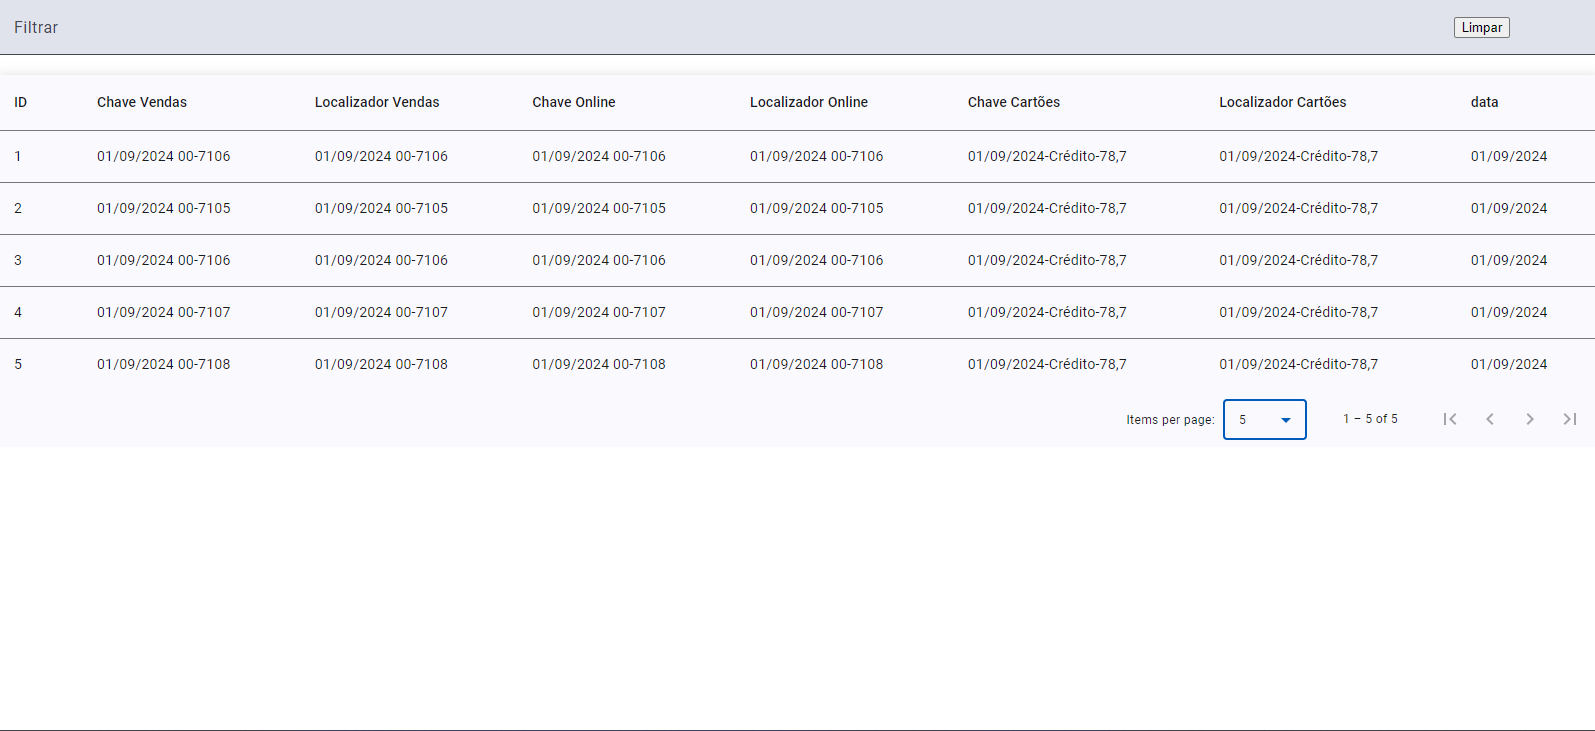 Filtrar Limpar
ID Chave Vendas Localizador Vendas Chave Online Localizador Online Chave Cartões Localizador Cartões data
1 01/09/2024 00-7106 01/09/2024 00-7106 01/09/2024 00-7106 01/09/2024 00-7106 01/09/2024-Crédito-78,7 01/09/2024-Crédito-78,7 01/09/2024
2 01/09/2024 00-7105 01/09/2024 00-7105 01/09/2024 00-7105 01/09/2024 00-7105 01/09/2024-Crédito-78,7 01/09/2024-Crédito-78,7 01/09/2024
3 01/09/2024 00-7106 01/09/2024 00-7106 01/09/2024 00-7106 01/09/2024 00-7106 01/09/2024-Crédito-78,7 01/09/2024-Crédito-78,7 01/09/2024
4 01/09/2024 00-7107 01/09/2024 00-7107 01/09/2024 00-7107 01/09/2024 00-7107 01/09/2024-Crédito-78,7 01/09/2024-Crédito-78,7 01/09/2024
5 01/09/2024 00-7108 01/09/2024 00-7108 01/09/2024 00-7108 01/09/2024 00-7108 01/09/2024-Crédito-78,7 01/09/2024-Crédito-78,7 01/09/2024
Items per page: 5 1 – 5 of 5